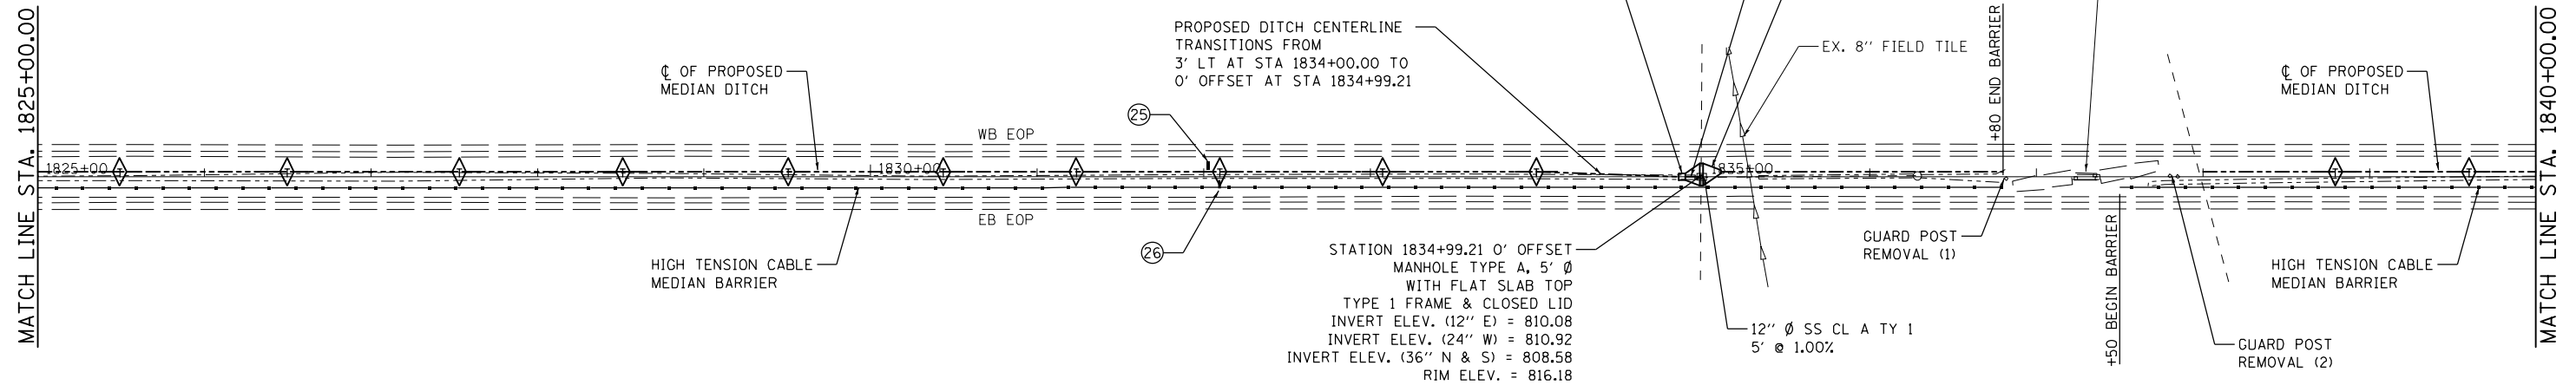 MATCH LINE STA. 1825+00.00
℄ OF PROPOSED
MEDIAN DITCH
PROPOSED DITCH CENTERLINE
TRANSITIONS FROM
3' LT AT STA 1834+00.00 TO
0' OFFSET AT STA 1834+99.21
EX. 8" FIELD TILE
+80 END BARRIER
℄ OF PROPOSED
MEDIAN DITCH
MATCH LINE STA. 1840+00.00
25
WB EOP
1825+00
1830+00
1835+00
T
T
T
T
T
T
T
T
T
T
T
T
EB EOP
26
HIGH TENSION CABLE
MEDIAN BARRIER
STATION 1834+99.21 0' OFFSET
MANHOLE TYPE A, 5' Ø
WITH FLAT SLAB TOP
TYPE 1 FRAME & CLOSED LID
INVERT ELEV. (12" E) = 810.08
INVERT ELEV. (24" W) = 810.92
INVERT ELEV. (36" N & S) = 808.58
RIM ELEV. = 816.18
12" Ø SS CL A TY 1
5' @ 1.00%
GUARD POST
REMOVAL (1)
+50 BEGIN BARRIER
GUARD POST
REMOVAL (2)
HIGH TENSION CABLE
MEDIAN BARRIER